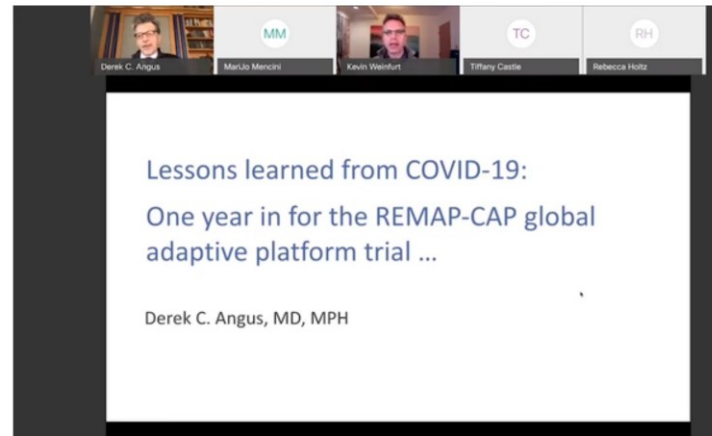 MM
TC
RH
Derek C. Angus
MariJo Mencini
Kevin Weinfurt
Tiffany Castle
Rebecca Holtz
Lessons learned from COVID-19:
One year in for the REMAP-CAP global
adaptive platform trial ...
Derek C. Angus, MD, MPH